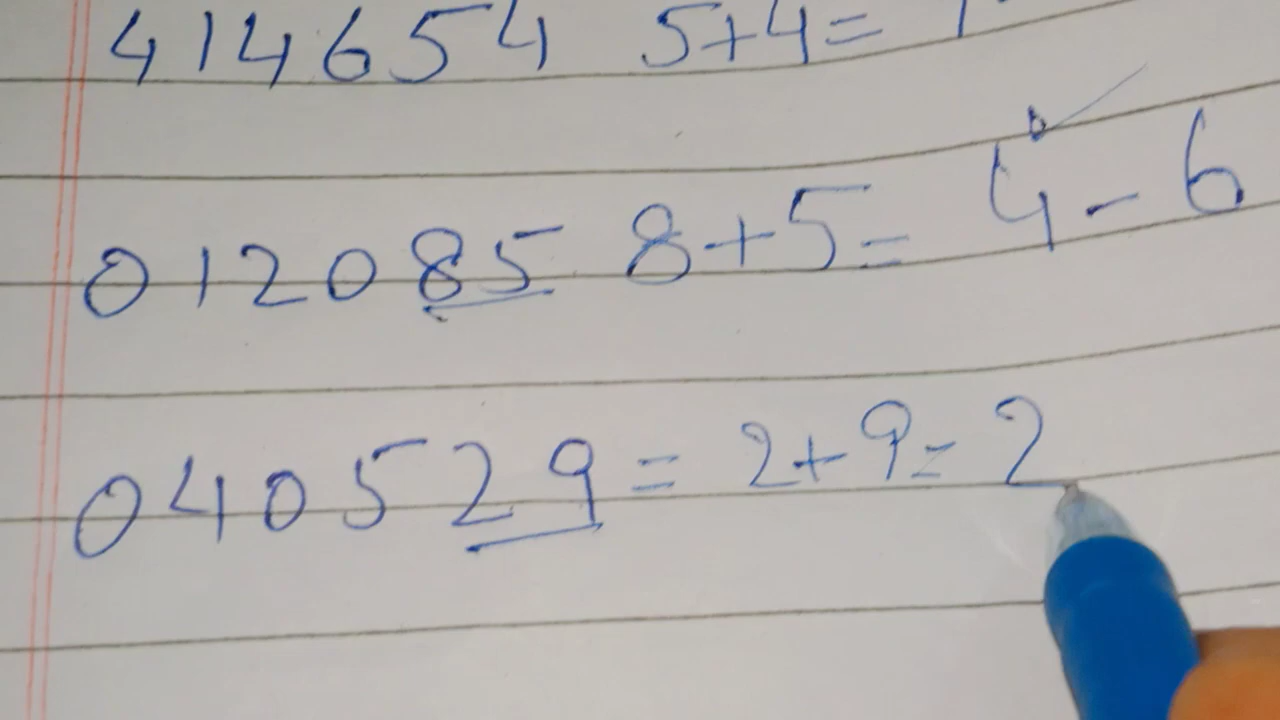 414654 5+4=
012085 8+5= 4-6
040529 = 2+9= 2